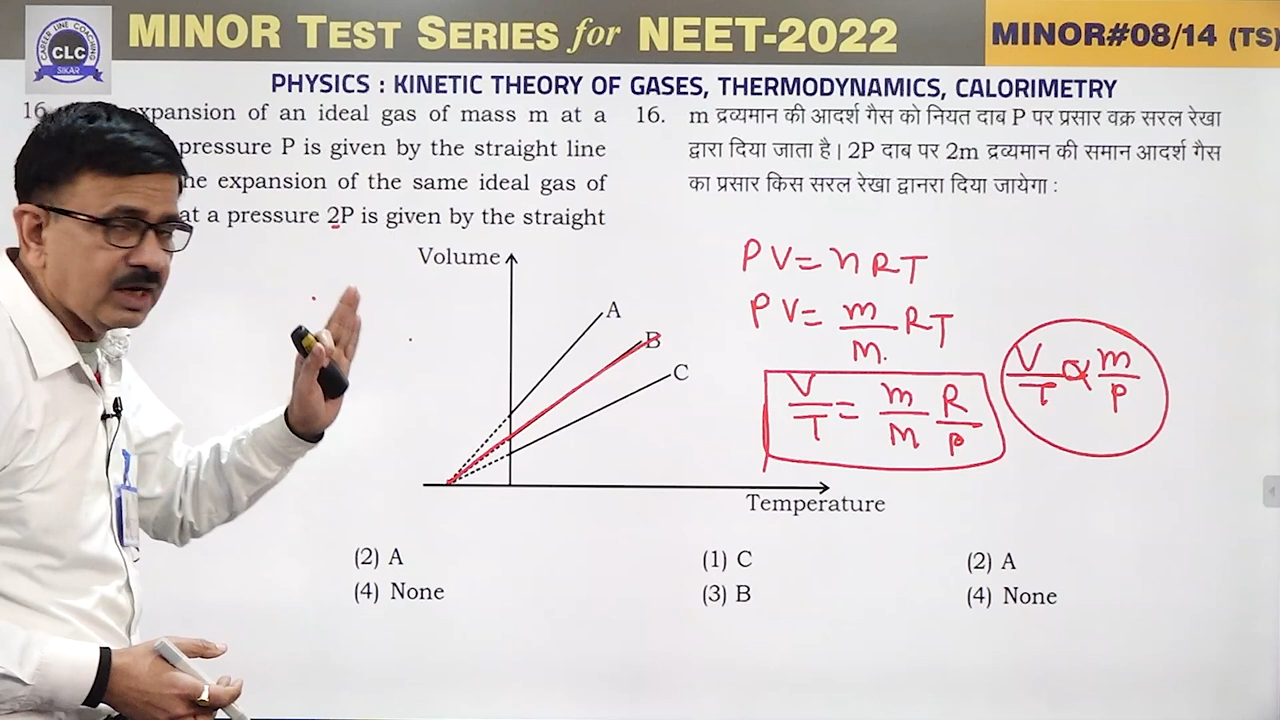 CAREER LINE COACHING
CLC
SIKAR
MINOR TEST SERIES for NEET-2022
MINOR#08/14 (TS)
PHYSICS : KINETIC THEORY OF GASES, THERMODYNAMICS, CALORIMETRY
16. expansion of an ideal gas of mass m at a
pressure P is given by the straight line
the expansion of the same ideal gas of
at a pressure 2P is given by the straight
16. m द्रव्यमान की आदर्श गैस को नियत दाब P पर प्रसार वक्र सरल रेखा
द्वारा दिया जाता है। 2P दाब पर 2m द्रव्यमान की समान आदर्श गैस
का प्रसार किस सरल रेखा द्वानरा दिया जायेगा :
Volume
A
B
C
Temperature
PV=nRT
PV= m/M RT
V/T = m/M R/P
V/T ∝ m/P
(2) A
(4) None
(1) C
(2) A
(3) B
(4) None